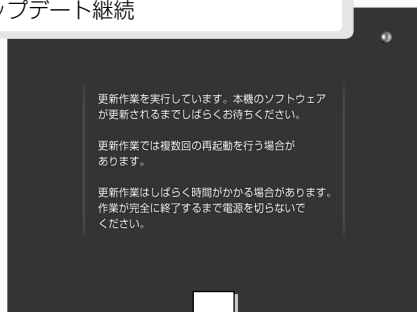 ップデート継続
更新作業を実行しています。本機のソフトウェア
が更新されるまでしばらくお待ちください。
更新作業では複数回の再起動を行う場合が
あります。
更新作業はしばらく時間がかかる場合があります。
作業が完全に終了するまで電源を切らないで
ください。